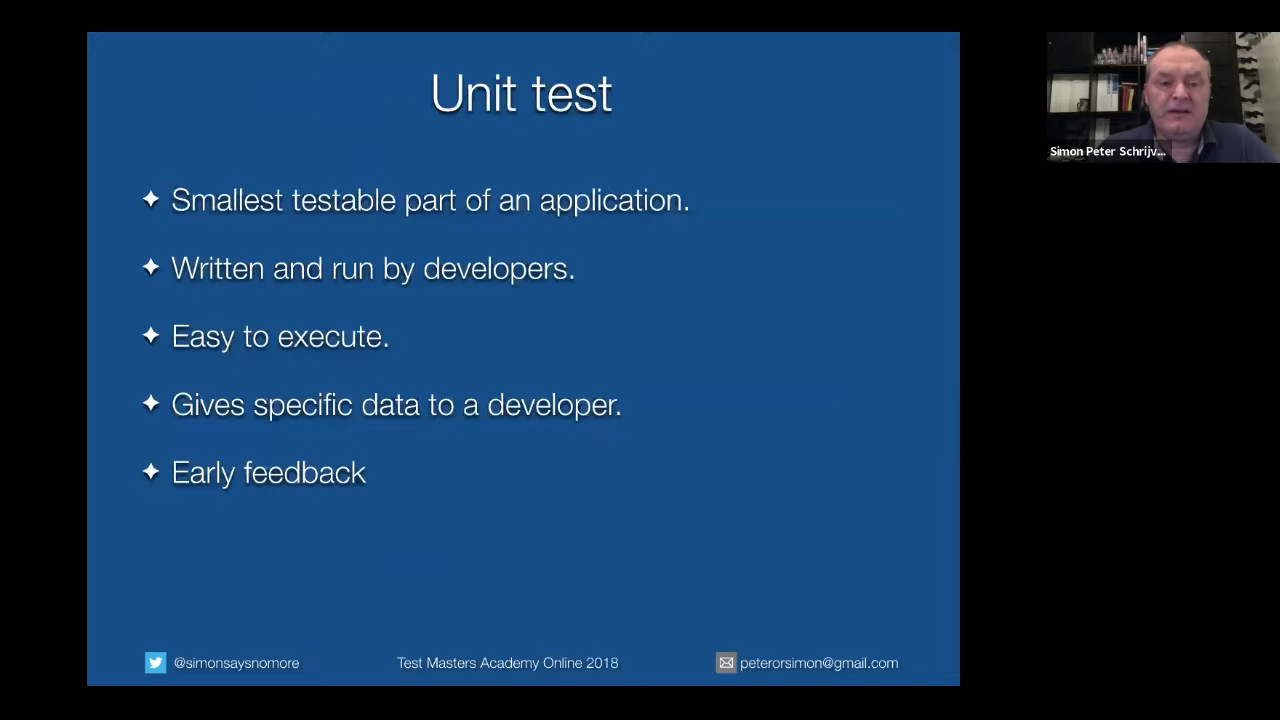 Unit test
Smallest testable part of an application.
Written and run by developers.
Easy to execute.
Gives specific data to a developer.
Early feedback
@simonsaysnomore
Test Masters Academy Online 2018
peterorsimon@gmail.com
Simon Peter Schrijv...